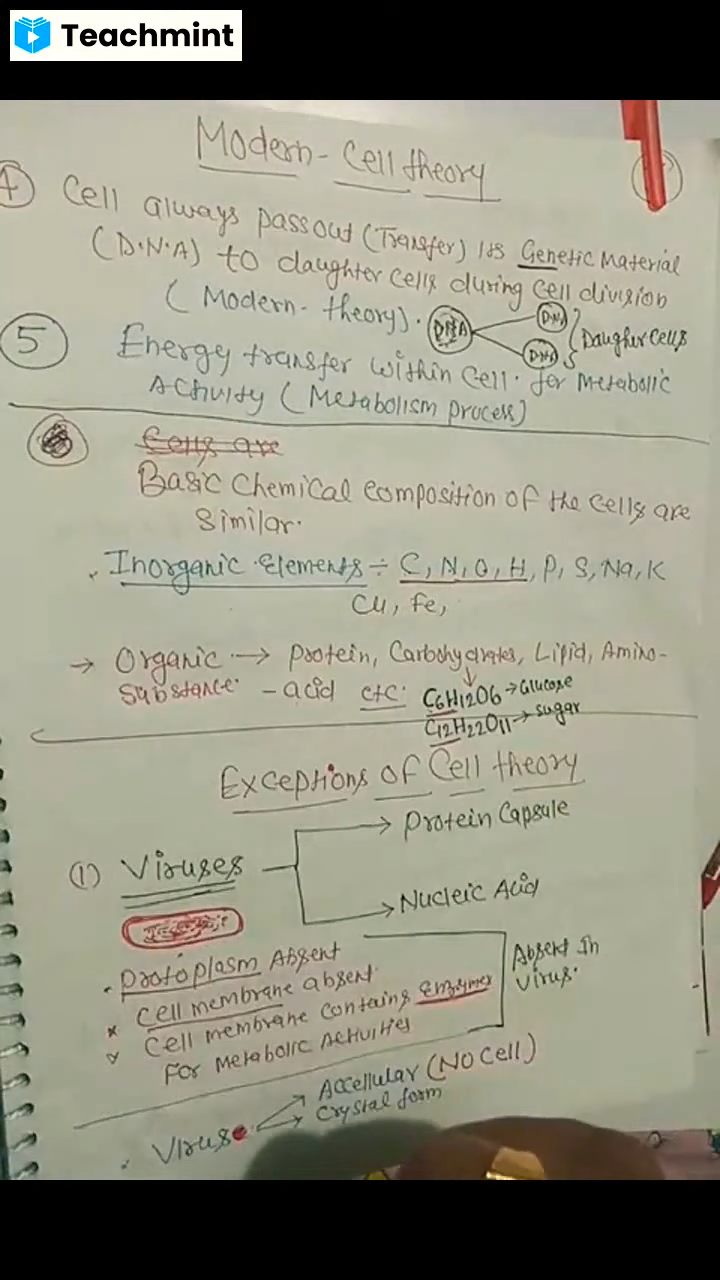 Teachmint
Modern- Cell theory
4 Cell always passout (Transfer) its Genetic Material
(D.N.A) to daughter cells during cell division
(Modern- theory).
DNA
DNA
DNA
Daugher cells
5 Energy transfer within cell. for Metabolic
Activity (Metabolism process)
Cells are
Basic Chemical composition of the cells are
Similar.
Inorganic Elements ÷ C, N, O, H, P, S, Na, K
Cu, Fe,
→ Organic → Protein, Carbohydrates, Lipid, Amino-
Substance. - acid etc.
C6H12O6 → Glucose
C12H22O11 → sugar
Exceptions of Cell theory
(1) Viruses
Protein Capsule
Nucleic Acid
Protoplasm Absent
Cell membrane absent
Cell membrane contains enzymes
For Metabolic Activities
Absent in
virus.
Virus
Accellular (No Cell)
Crystal form